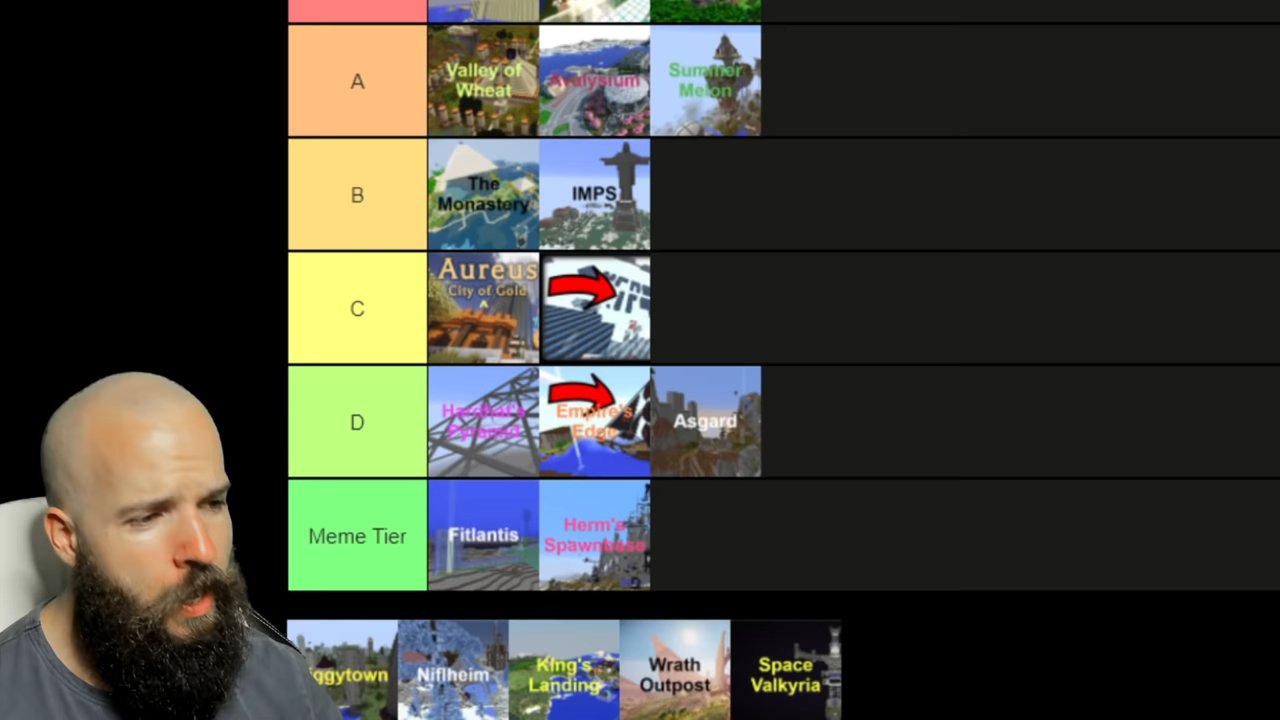 A
Valley of
Wheat
Avalysium
Summer
Melon
B
The
Monastery
IMPS
C
Aureus
City of Gold
D
Empire's
Edge
Asgard
Meme Tier
Fitlantis
Herm's
Spawnbase
iggytown
Niflheim
King's
Landing
Wrath
Outpost
Space
Valkyria